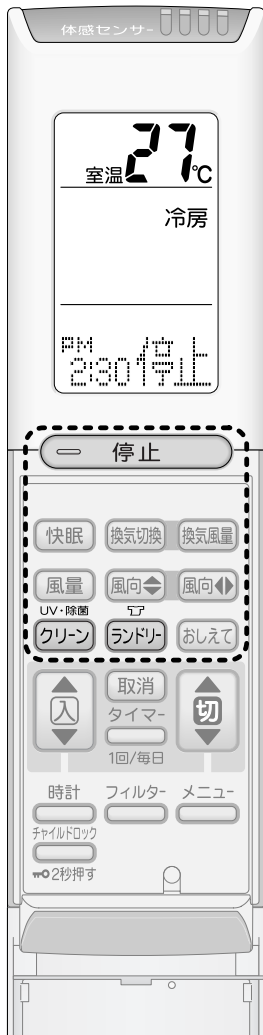 体感センサー
27
室温 ℃
冷房
PM 停止
2:30
停止
快眠 換気切換 換気風量
風量 風向 風向
UV・除菌
クリーン ランドリー おしえて
入 取消 切
タイマー
1回/毎日
時計 フィルター メニュー
チャイルドロック
2秒押す